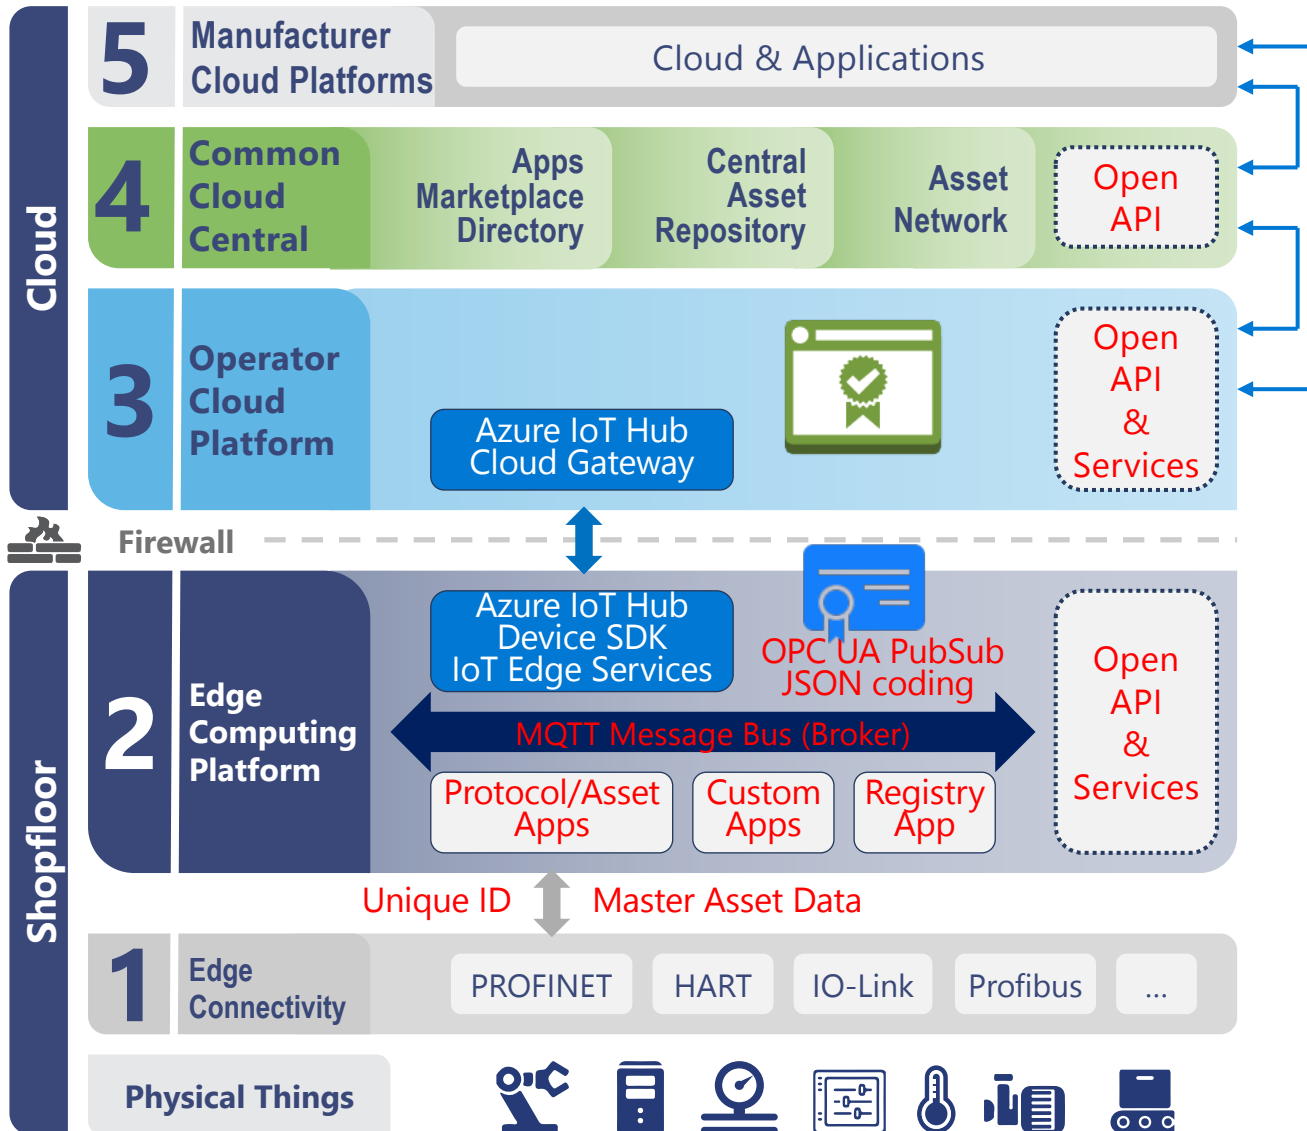 5
Manufacturer
Cloud Platforms
Cloud & Applications
Cloud
4
Common
Cloud
Central
Apps
Marketplace
Directory
Central
Asset
Repository
Asset
Network
Open
API
3
Operator
Cloud
Platform
Azure IoT Hub
Cloud Gateway
Open
API
&
Services
Firewall
Shopfloor
2
Edge
Computing
Platform
Azure IoT Hub
Device SDK
IoT Edge Services
OPC UA PubSub
JSON coding
MQTT Message Bus (Broker)
Protocol/Asset
Apps
Custom
Apps
Registry
App
Open
API
&
Services
Unique ID
Master Asset Data
1
Edge
Connectivity
PROFINET
HART
IO-Link
Profibus
...
Physical Things